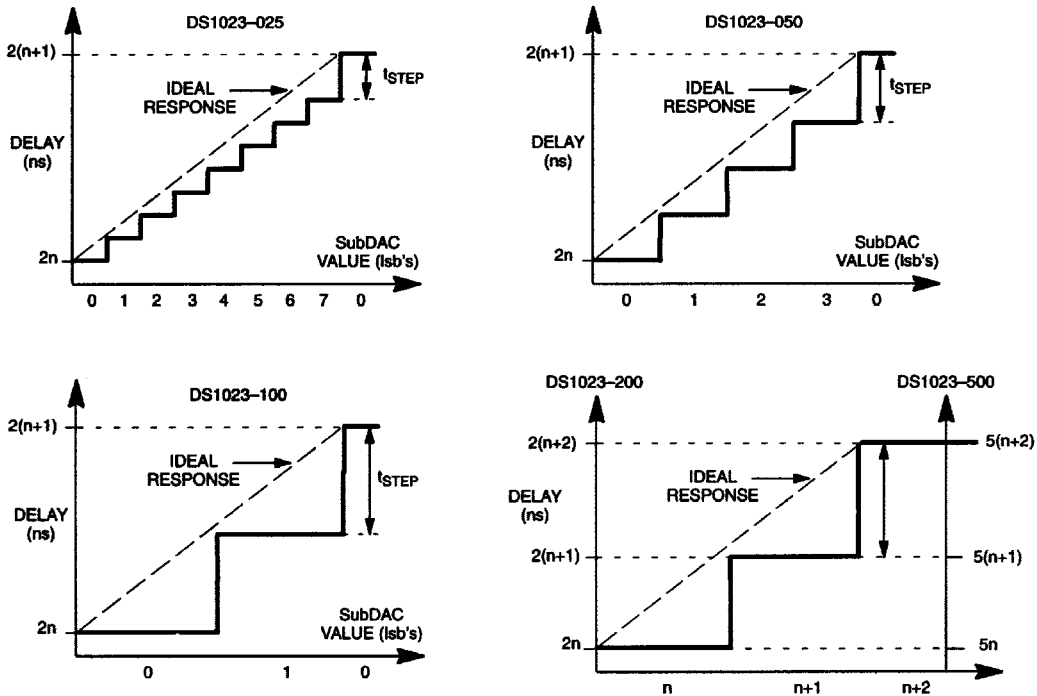 DS1023–025
2(n+1)
IDEAL
RESPONSE
tSTEP
DELAY
(ns)
2n
SubDAC
VALUE (lsb's)
0 1 2 3 4 5 6 7 0
DS1023–050
2(n+1)
IDEAL
RESPONSE
tSTEP
DELAY
(ns)
2n
SubDAC
VALUE (lsb's)
0 1 2 3 0
DS1023–100
2(n+1)
IDEAL
RESPONSE
tSTEP
DELAY
(ns)
2n
SubDAC
VALUE (lsb's)
0 1 0
DS1023–200 DS1023–500
2(n+2) 5(n+2)
IDEAL
RESPONSE
DELAY
(ns)
2(n+1) 5(n+1)
2n 5n
n n+1 n+2